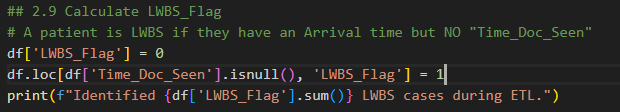 ## 2.9 Calculate LWBS_Flag
# A patient is LWBS if they have an Arrival time but NO "Time_Doc_Seen"
df['LWBS_Flag'] = 0
df.loc[df['Time_Doc_Seen'].isnull(), 'LWBS_Flag'] = 1
print(f"Identified {df['LWBS_Flag'].sum()} LWBS cases during ETL.")